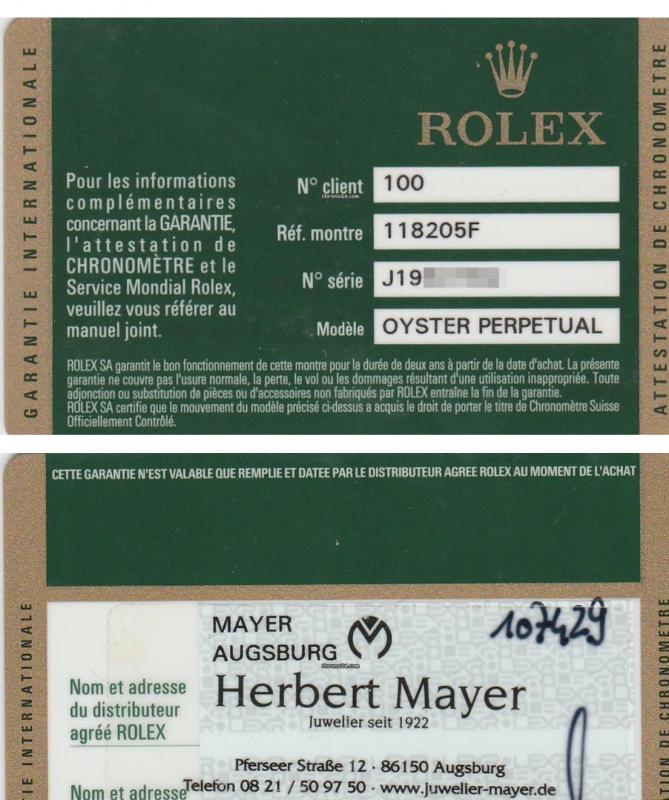 GARANTIE INTERNATIONALE
ROLEX
Pour les informations
complémentaires
concernant la GARANTIE,
l'attestation de
CHRONOMÈTRE et le
Service Mondial Rolex,
veuillez vous référer au
manuel joint.
N° client 100
Chrono24.com
Réf. montre 118205F
N° série J19
Modèle OYSTER PERPETUAL
ROLEX SA garantit le bon fonctionnement de cette montre pour la durée de deux ans à partir de la date d'achat. La présente
garantie ne couvre pas l'usure normale, la perte, le vol ou les dommages résultant d'une utilisation inappropriée. Toute
adjonction ou substitution de pièces ou d'accessoires non fabriqués par ROLEX entraîne la fin de la garantie.
ROLEX SA certifie que le mouvement du modèle précisé ci-dessus a acquis le droit de porter le titre de Chronomètre Suisse
Officiellement Contrôlé.
ATTESTATION DE CHRONOMETRE
CETTE GARANTIE N'EST VALABLE QUE REMPLIE ET DATEE PAR LE DISTRIBUTEUR AGREE ROLEX AU MOMENT DE L'ACHAT
IE INTERNATIONALE
MAYER
AUGSBURG
Chrono24.com
107429
Nom et adresse
du distributeur
agréé ROLEX
Herbert Mayer
Juwelier seit 1922
Pferseer Straße 12 · 86150 Augsburg
Telefon 08 21 / 50 97 50 · www.juwelier-mayer.de
Nom et adresse
ION DE CHRONOMETRE